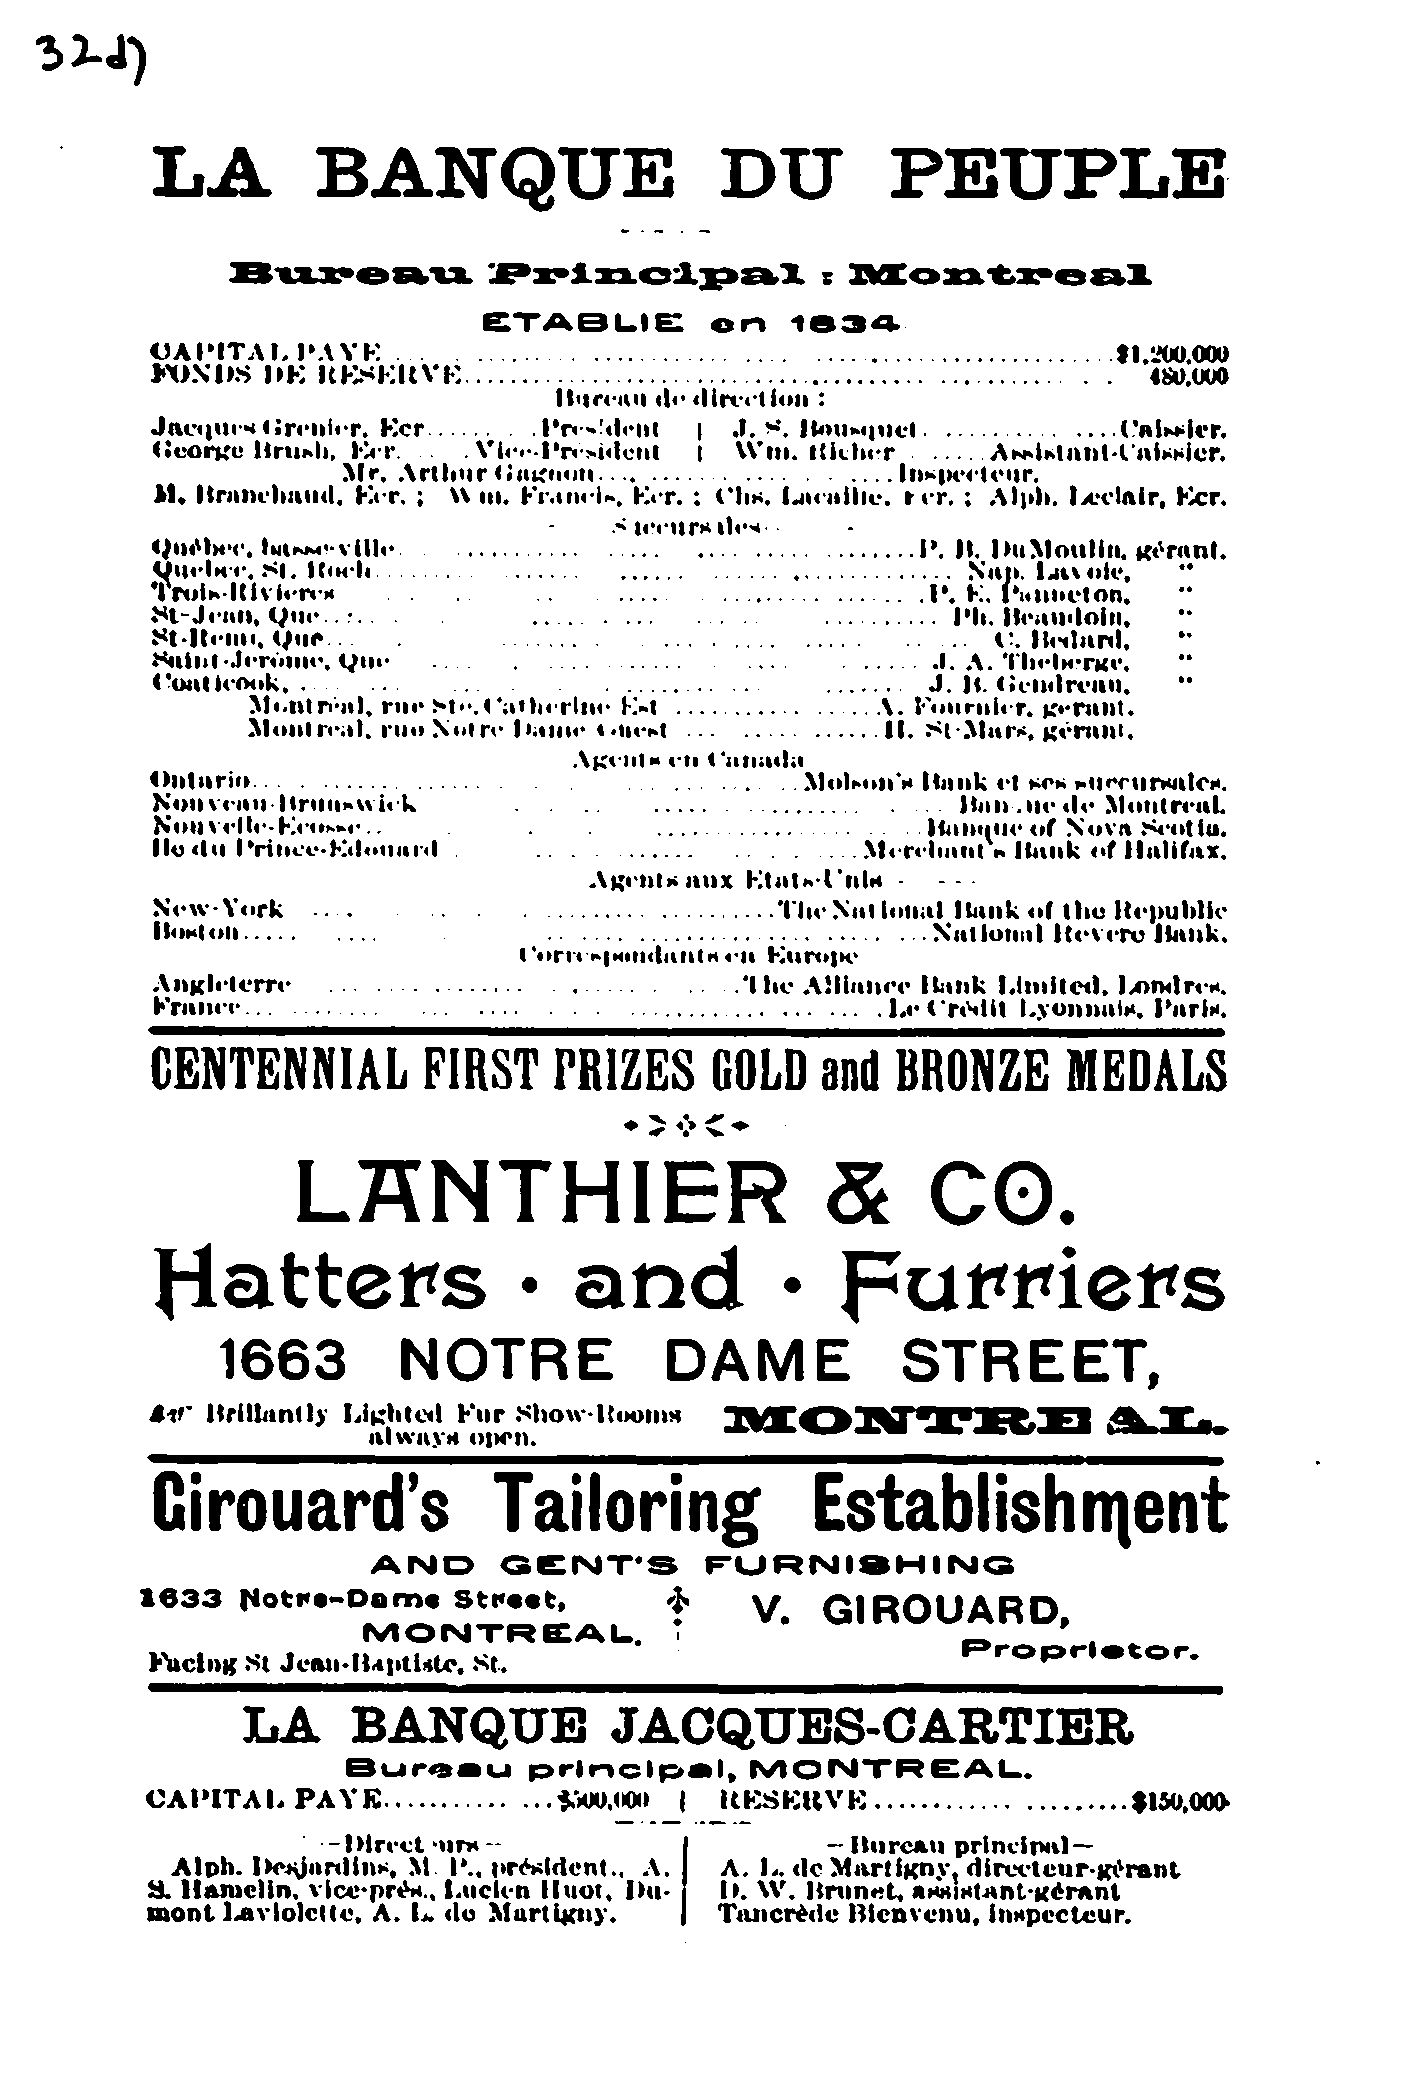 32d)
LA BANQUE DU PEUPLE
Bureau Principal : Montreal
ETABLIE en 1834
CAPITAL PAYE $1,200,000
FONDS DE RESERVE 480,000
Bureau de direction :
Jacques Grenier, Ecr. President | J. S. Bousquet Caissier.
George Brush, Ecr. Vice-President | Wm. Richer Assistant-Caissier.
Mr. Arthur Gagnon Inspecteur.
M. Branchaud, Ecr. ; Wm. Francis, Ecr. ; Chs. Lacaille, Ecr. ; Alph. Leclair, Ecr.
Succursales
Québec, basse-ville P. B. DuMoulin, gérant.
Quebec, St. Roch Nap. Lavoie, "
Trois-Rivieres P. E. Panneton, "
St-Jean, Que Ph. Beaudoin, "
St-Remi, Que C. Bedard, "
Saint-Jerôme, Que J. A. Theberge, "
Coaticook, J. B. Gendreau, "
Montréal, rue Ste. Catherine Est A. Fournier, gerant.
Montreal, rue Notre Dame Ouest H. St-Mars, gérant.
Agents en Canada
Ontario Molson's Bank et ses succursales.
Nouveau-Brunswick Banque de Montreal.
Nouvelle-Ecosse Banque of Nova Scotia.
Ile du Prince-Edouard Merchant's Bank of Halifax.
Agents aux Etats-Unis
New-York The National Bank of the Republic
Boston National Revere Bank.
Correspondants en Europe
Angleterre The Alliance Bank Limited, Londres.
France Le Crédit Lyonnais, Paris.
CENTENNIAL FIRST PRIZES GOLD and BRONZE MEDALS
LANTHIER & CO.
Hatters · and · Furriers
1663 NOTRE DAME STREET,
Brillantly Lighted Fur Show-Rooms
always open.
MONTREAL.
Girouard's Tailoring Establishment
AND GENT'S FURNISHING
1633 Notre-Dame Street,
MONTREAL.
Facing St Jean-Baptiste, St.
V. GIROUARD,
Proprietor.
LA BANQUE JACQUES-CARTIER
Bureau principal, MONTREAL.
CAPITAL PAYE $500,000 | RESERVE $150,000
—Directeurs—
Alph. Desjardins, M. P., président., A.
S. Hamelin, vice-prés., Lucien Huot, Du-
mont Laviolette, A. L. de Martigny.
—Bureau principal—
A. L. de Martigny, directeur-gérant
D. W. Brunet, assistant-gérant
Tancrède Bienvenu, inspecteur.